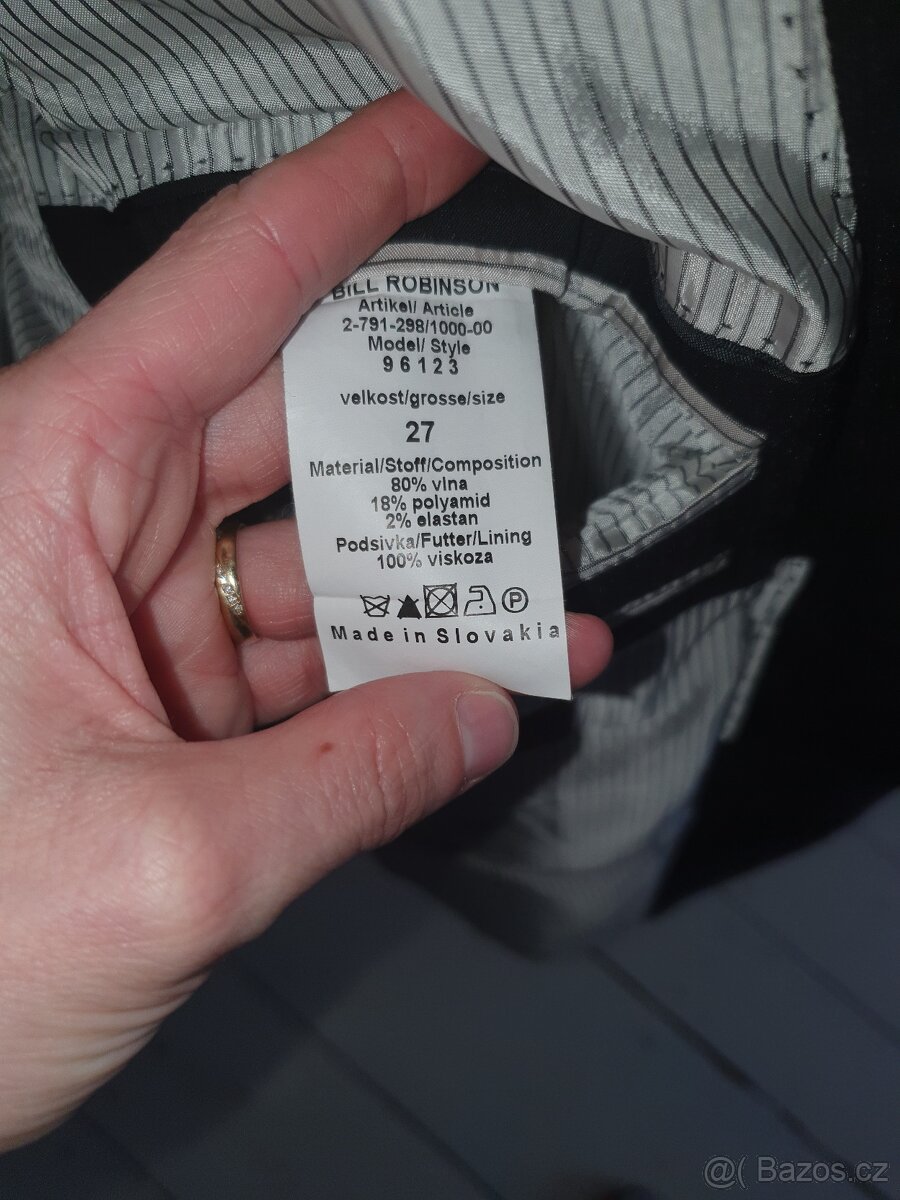 BILL ROBINSON
Artikel/ Article
2-791-298/1000-00
Model/ Style
96123
velkost/grosse/size
27
Material/Stoff/Composition
80% vlna
18% polyamid
2% elastan
Podsivka/Futter/Lining
100% viskoza
P
Made in Slovakia
@( Bazos.cz